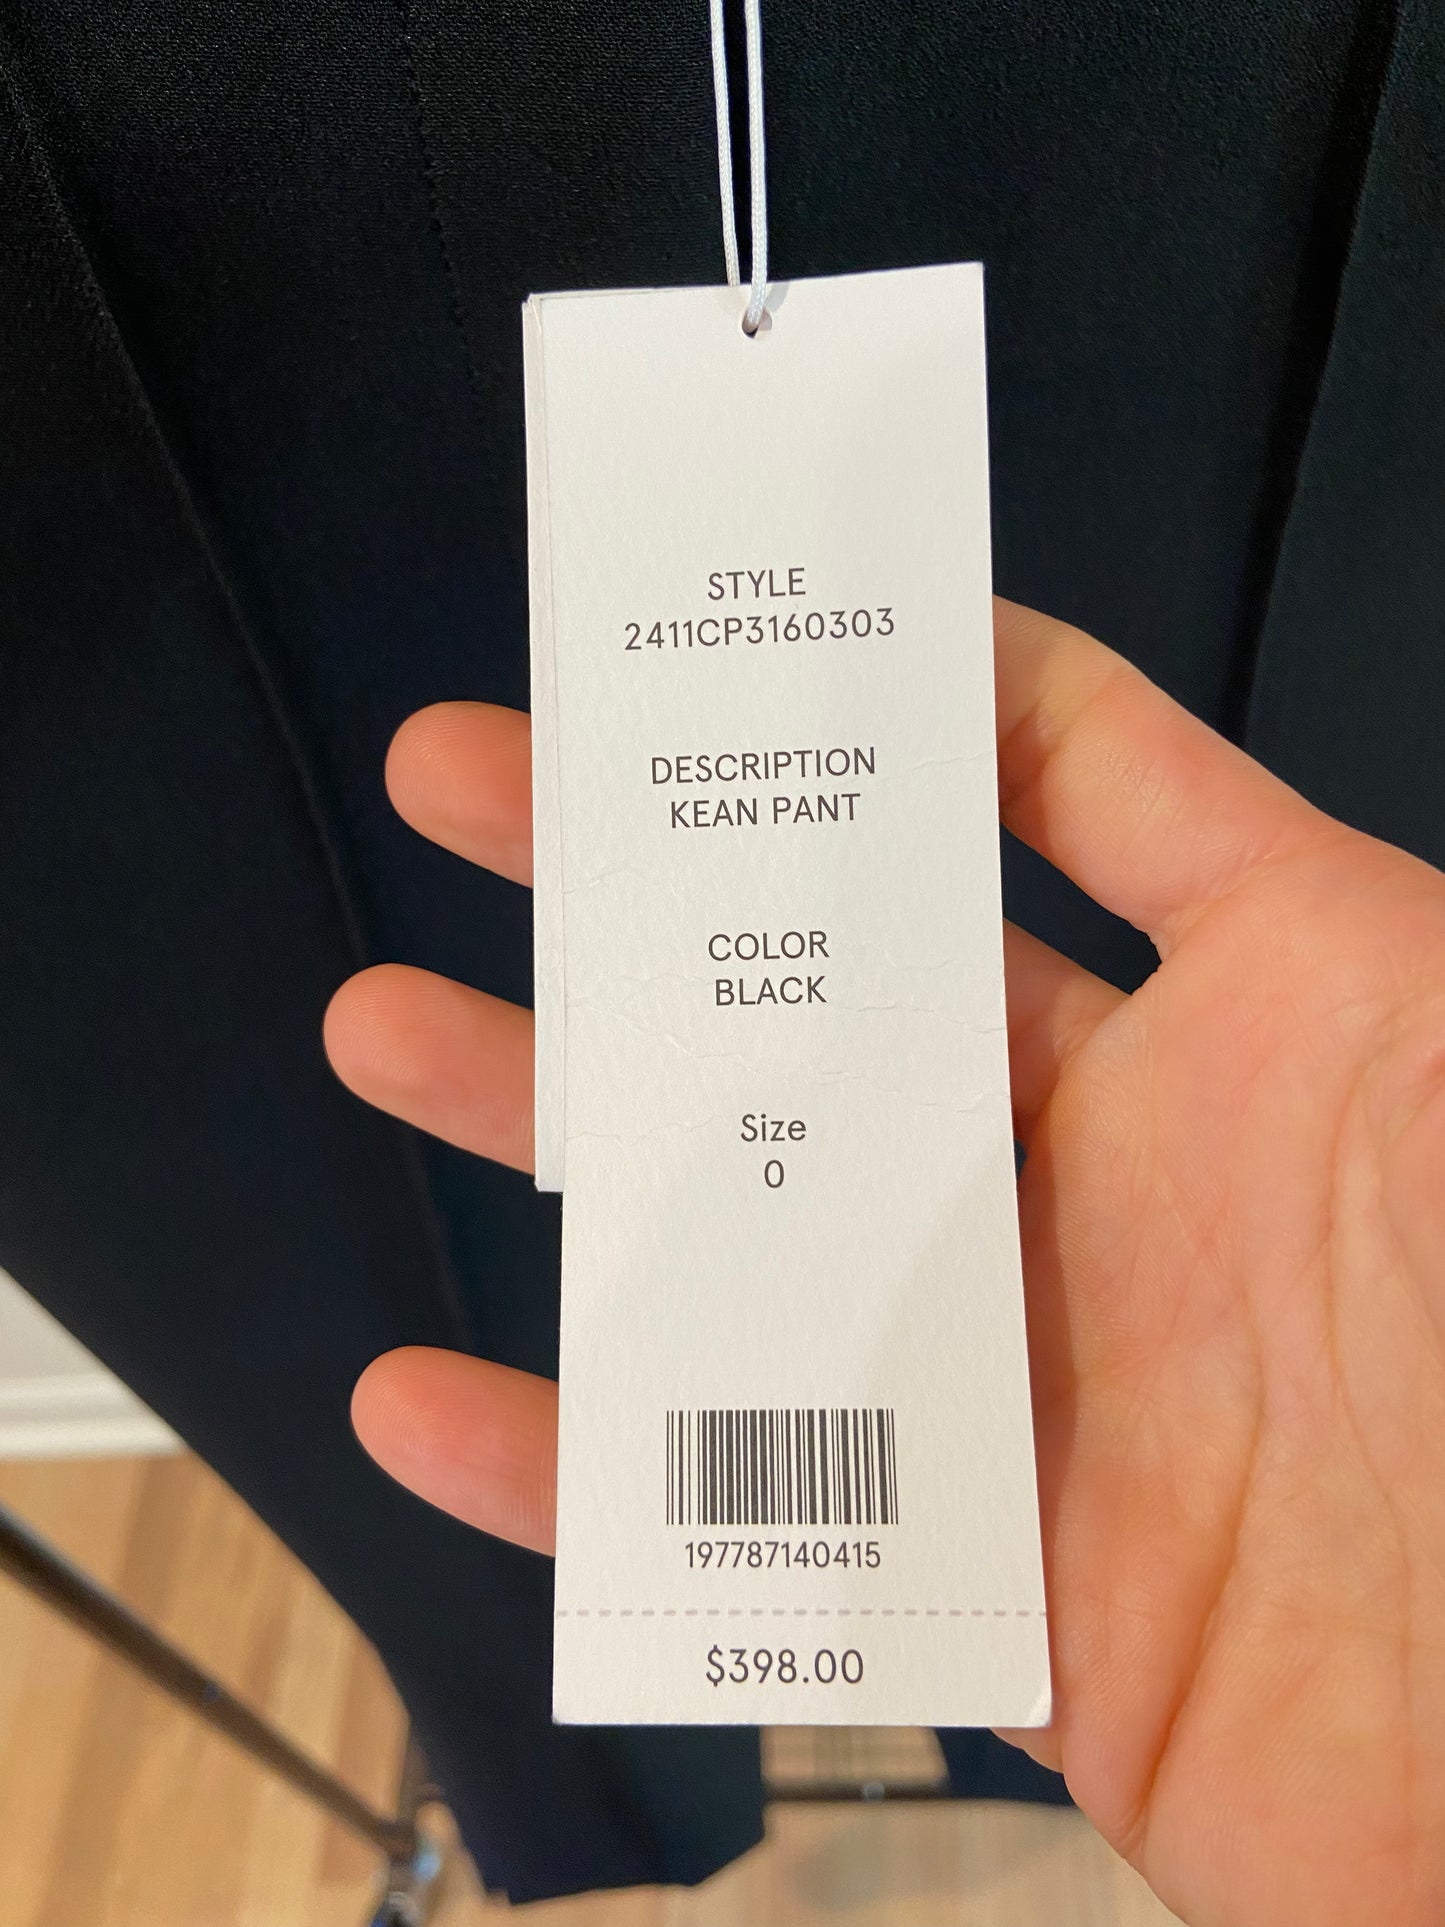 STYLE
2411CP3160303
DESCRIPTION
KEAN PANT
COLOR
BLACK
Size
0
197787140415
$398.00